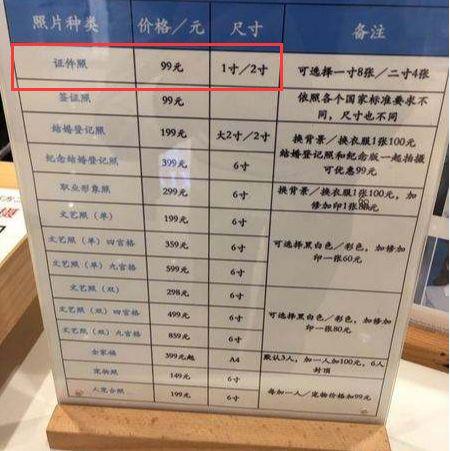 照片种类 价格／元 尺寸 备注
证件照 99元 1寸／2寸 可选择一寸8张／二寸4张
签证照 99元 依照各个国家标准要求不
同，尺寸也不同
结婚登记照 199元 大2寸／2寸 换背景／换衣服1张100元
结婚登记照和纪念版一起拍摄
可优惠99元
纪念结婚登记照 399元 6寸
职业形象照 299元 6寸 换背景／换衣服1张100元，加
修加印1张元
文艺照（单） 199元 6寸
文艺照（单）四宫格 359元 6寸 可选择黑白色／彩色，加修加
印一张60元
文艺照（单）九宫格 599元 6寸
文艺照（双） 298元 6寸
文艺照（双）四宫格 499元 6寸 可选择黑白色／彩色，加修加
印一张80元
文艺照（双）九宫格 859元 6寸
全家福 399元起 A4 默认3人，加一人加100元，6人
封顶
宠物照 149元 6寸
人宠合照 199元 6寸 每加一人／宠物价格加99元